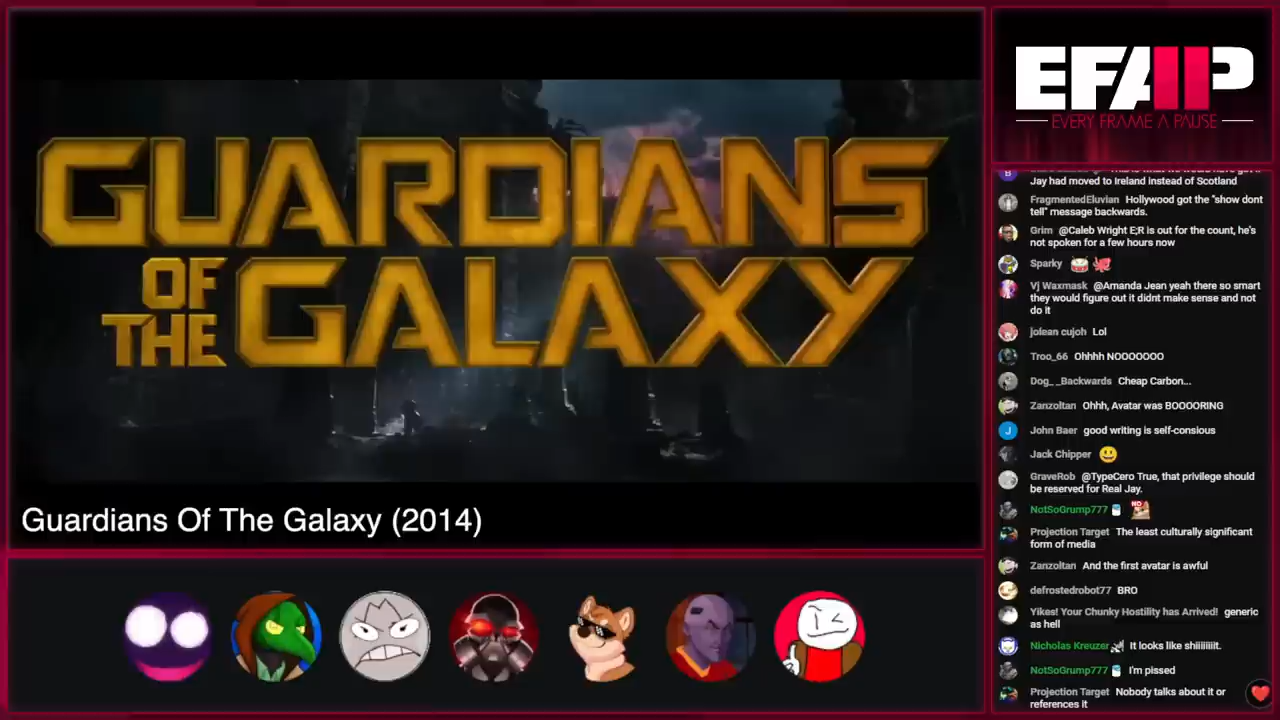 GUARDIANS
OF
THE
GALAXY
Guardians Of The Galaxy (2014)
EFAP
EVERY FRAME A PAUSE
Jay had moved to Ireland instead of Scotland
FragmentedEluvian Hollywood got the "show dont
tell" message backwards.
Grim @Caleb Wright E;R is out for the count, he's
not spoken for a few hours now
Sparky
Vj Waxmask @Amanda Jean yeah there so smart
they would figure out it didnt make sense and not
do it
jolean cujoh Lol
Troo_66 Ohhhh NOOOOOOO
Dog__Backwards Cheap Carbon...
Zanzoltan Ohhh, Avatar was BOOOORING
John Baer good writing is self-consious
Jack Chipper
GraveRob @TypeCero True, that privilege should
be reserved for Real Jay.
NotSoGrump777
Projection Target The least culturally significant
form of media
Zanzoltan And the first avatar is awful
defrostedrobot77 BRO
Yikes! Your Chunky Hostility has Arrived! generic
as hell
Nicholas Kreuzer It looks like shiiiiiiit.
NotSoGrump777 I'm pissed
Projection Target Nobody talks about it or
references it